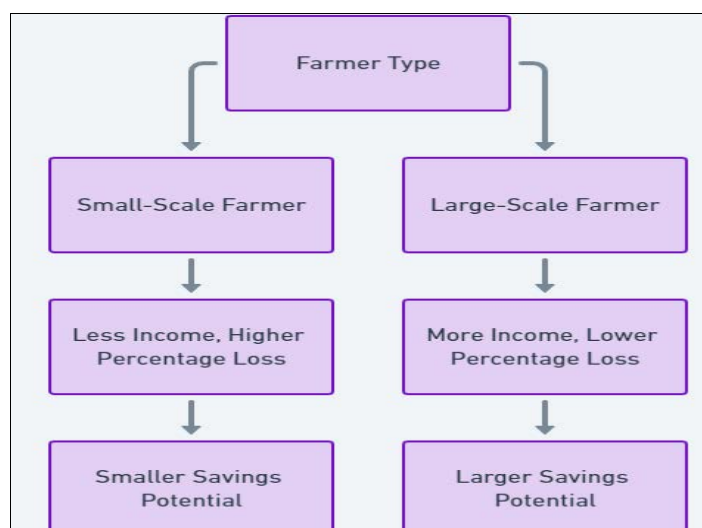 Farmer Type
Small-Scale Farmer
Large-Scale Farmer
Less Income, Higher
Percentage Loss
More Income, Lower
Percentage Loss
Smaller Savings
Potential
Larger Savings
Potential